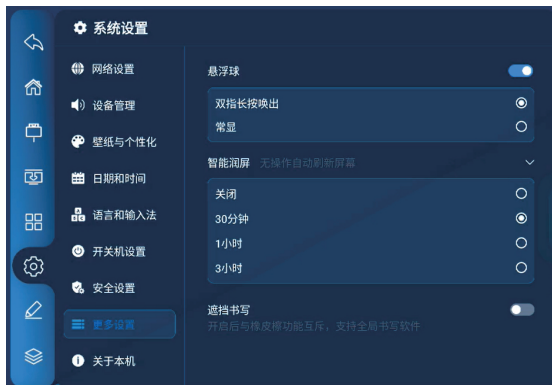 系统设置
网络设置
设备管理
壁纸与个性化
日期和时间
语言和输入法
开关机设置
安全设置
更多设置
关于本机
悬浮球
双指长按唤出
常显
智能润屏 无操作自动刷新屏幕
关闭
30分钟
1小时
3小时
遮挡书写
开启后与橡皮檫功能互斥，支持全局书写软件